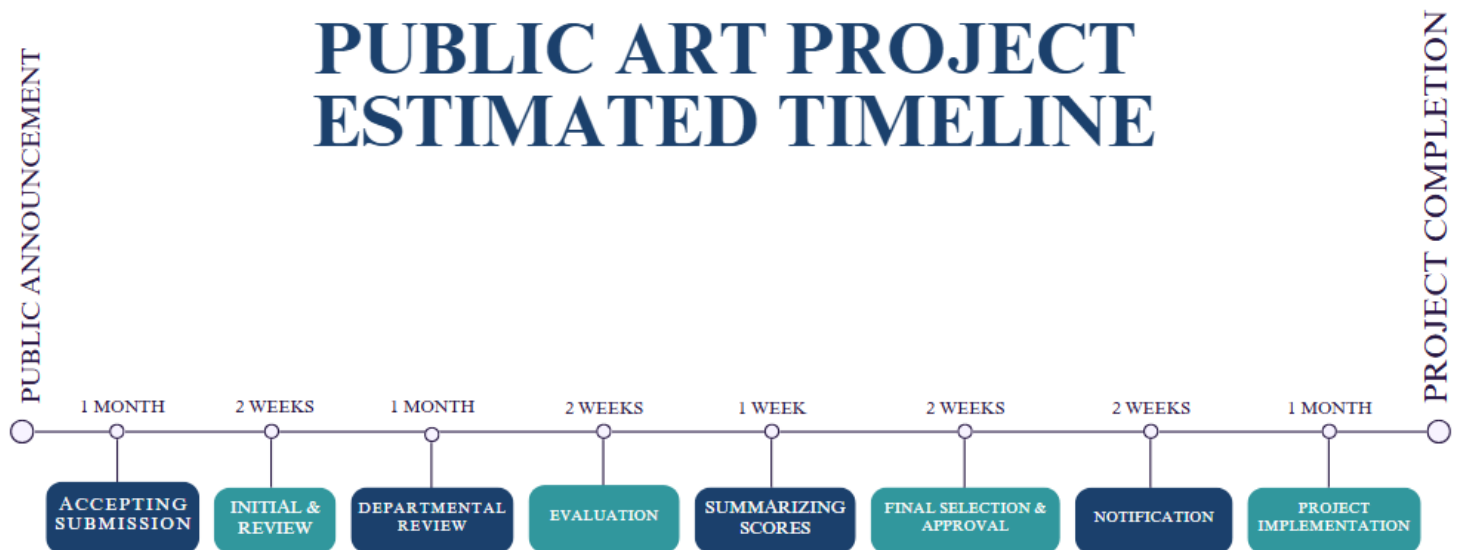 PUBLIC ART PROJECT
ESTIMATED TIMELINE
PUBLIC ANNOUNCEMENT
1 MONTH
ACCEPTING
SUBMISSION
2 WEEKS
INITIAL &
REVIEW
1 MONTH
DEPARTMENTAL
REVIEW
2 WEEKS
EVALUATION
1 WEEK
SUMMARIZING
SCORES
2 WEEKS
FINAL SELECTION &
APPROVAL
2 WEEKS
NOTIFICATION
1 MONTH
PROJECT
IMPLEMENTATION
PROJECT COMPLETION